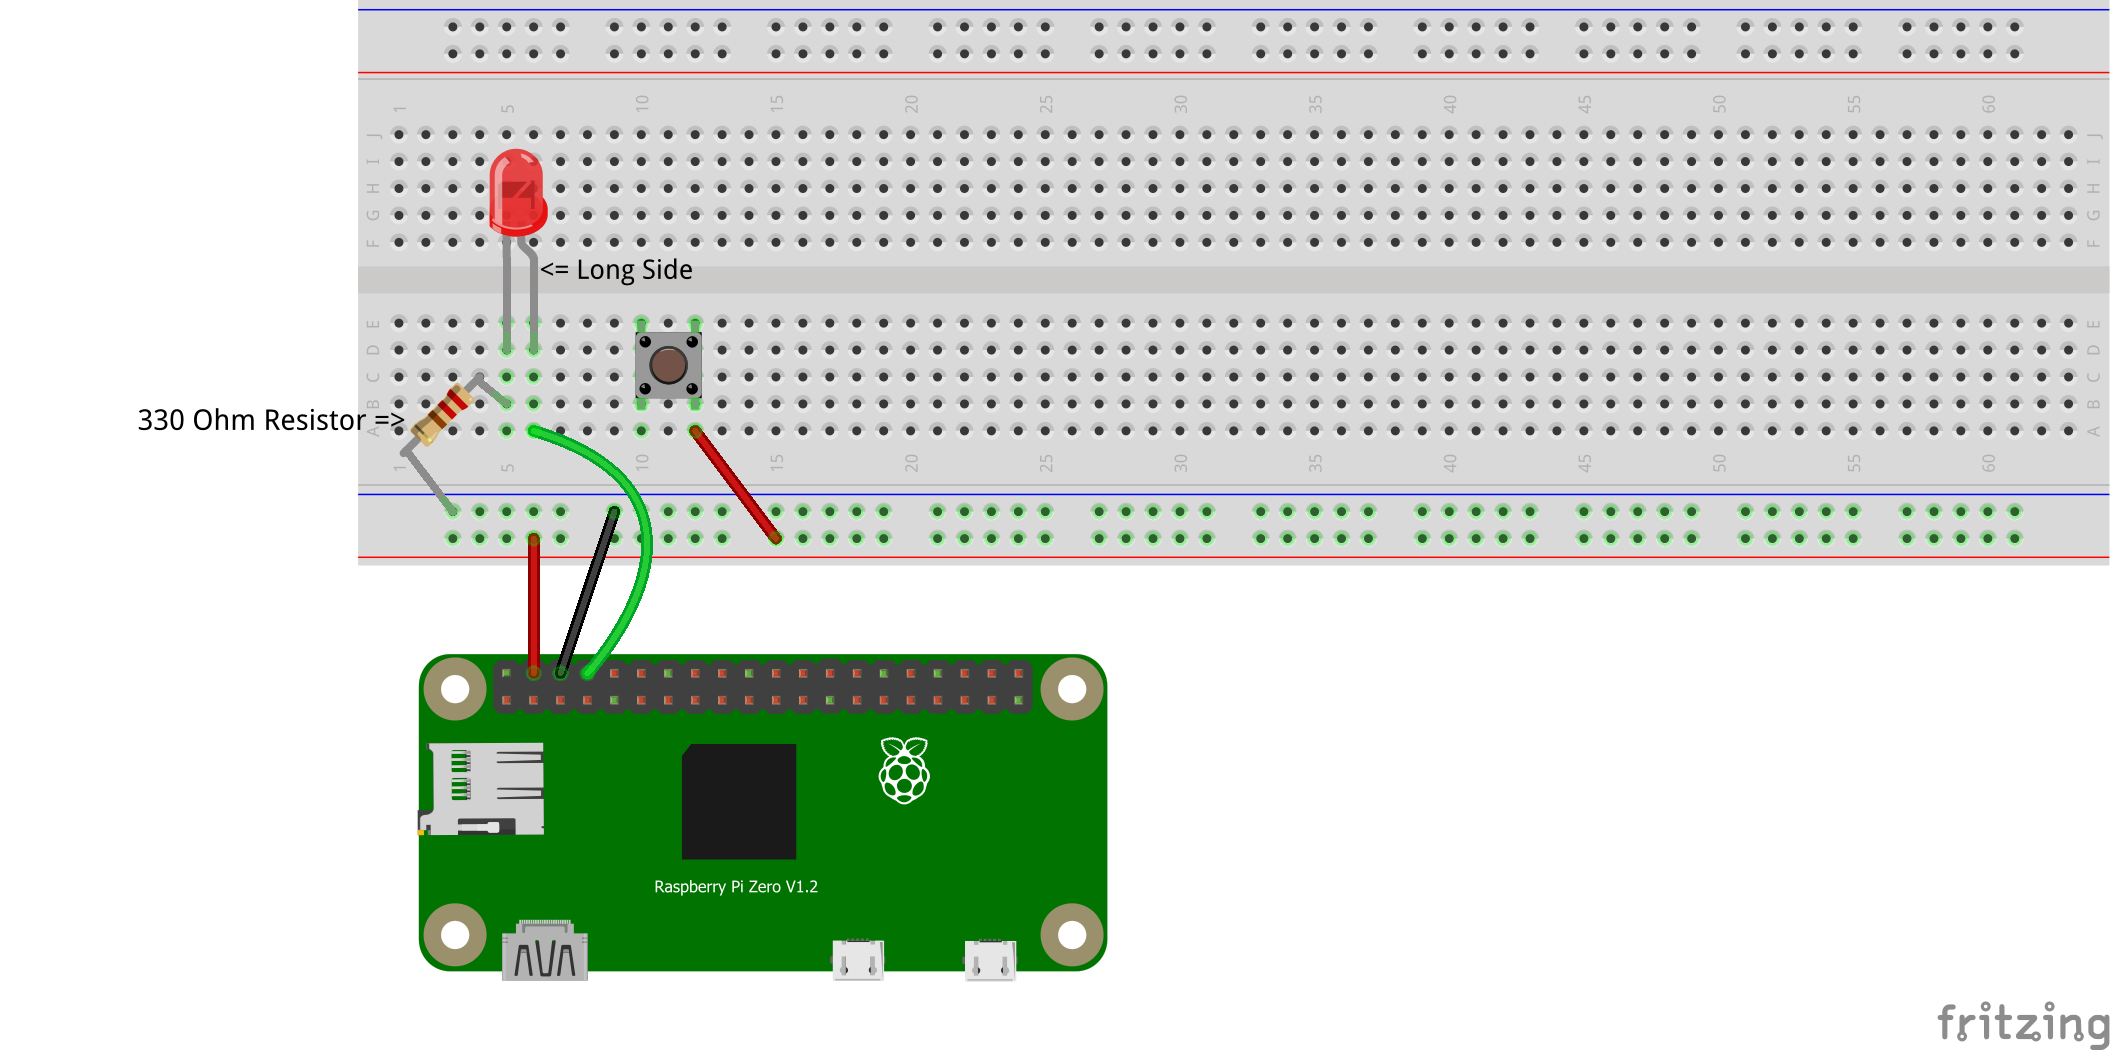 1 5 10 15 20 25 30 35 40 45 50 55 60
J J
I I
H H
G G
F F
<= Long Side
E E
D D
C C
B B
330 Ohm Resistor =>
A A
1 5 10 15 20 25 30 35 40 45 50 55 60
Raspberry Pi Zero V1.2
fritzing